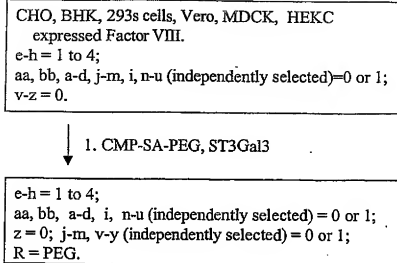 CHO, BHK, 293s cells, Vero, MDCK, HEKC
expressed Factor VIII.
e-h = 1 to 4;
aa, bb, a-d, j-m, i, n-u (independently selected)=0 or 1;
v-z = 0.
1. CMP-SA-PEG, ST3Gal3
e-h = 1 to 4;
aa, bb, a-d, i, n-u (independently selected) = 0 or 1;
z = 0; j-m, v-y (independently selected) = 0 or 1;
R = PEG.